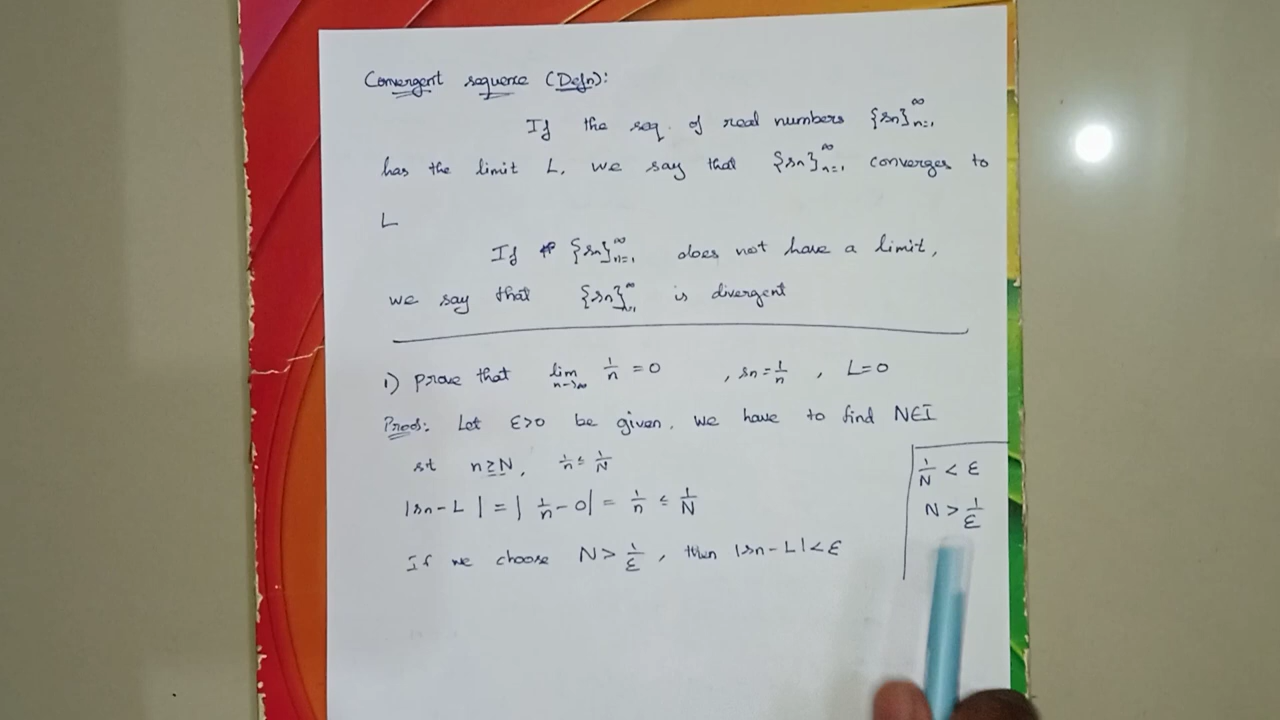 Convergent sequence (Defn):
If the seq. of real numbers {sn}∞n=1
has the limit L, we say that {sn}∞n=1 converges to
L
If {sn}∞n=1 does not have a limit,
we say that {sn}∞n=1 is divergent
1) Prove that lim n→∞ 1/n = 0 , sn = 1/n , L=0
Proof: Let ε>0 be given. we have to find N∈I
st n≥N, 1/n ≤ 1/N
|sn-L| = |1/n - 0| = 1/n ≤ 1/N
If we choose N > 1/ε, then |sn-L|<ε
1/N < ε
N > 1/ε